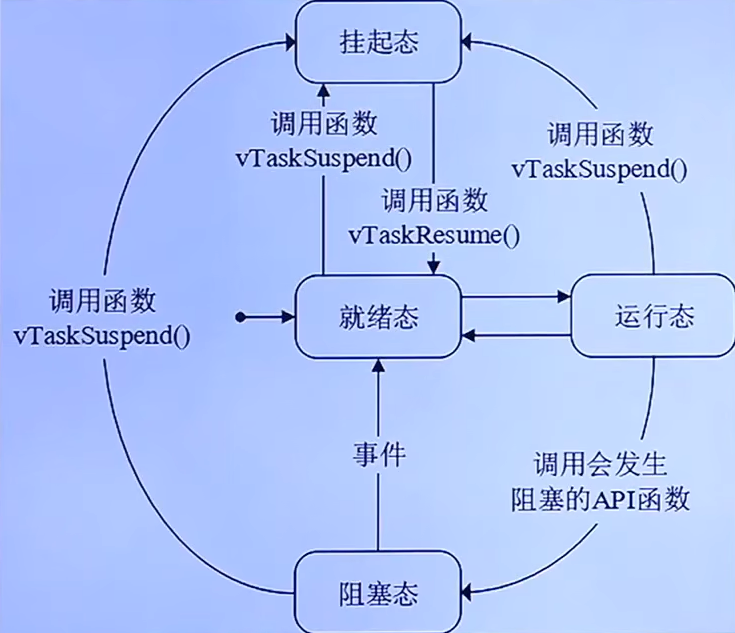 挂起态
调用函数
vTaskSuspend()
调用函数
vTaskSuspend()
调用函数
vTaskResume()
调用函数
vTaskSuspend()
就绪态
运行态
事件
调用会发生
阻塞的API函数
阻塞态